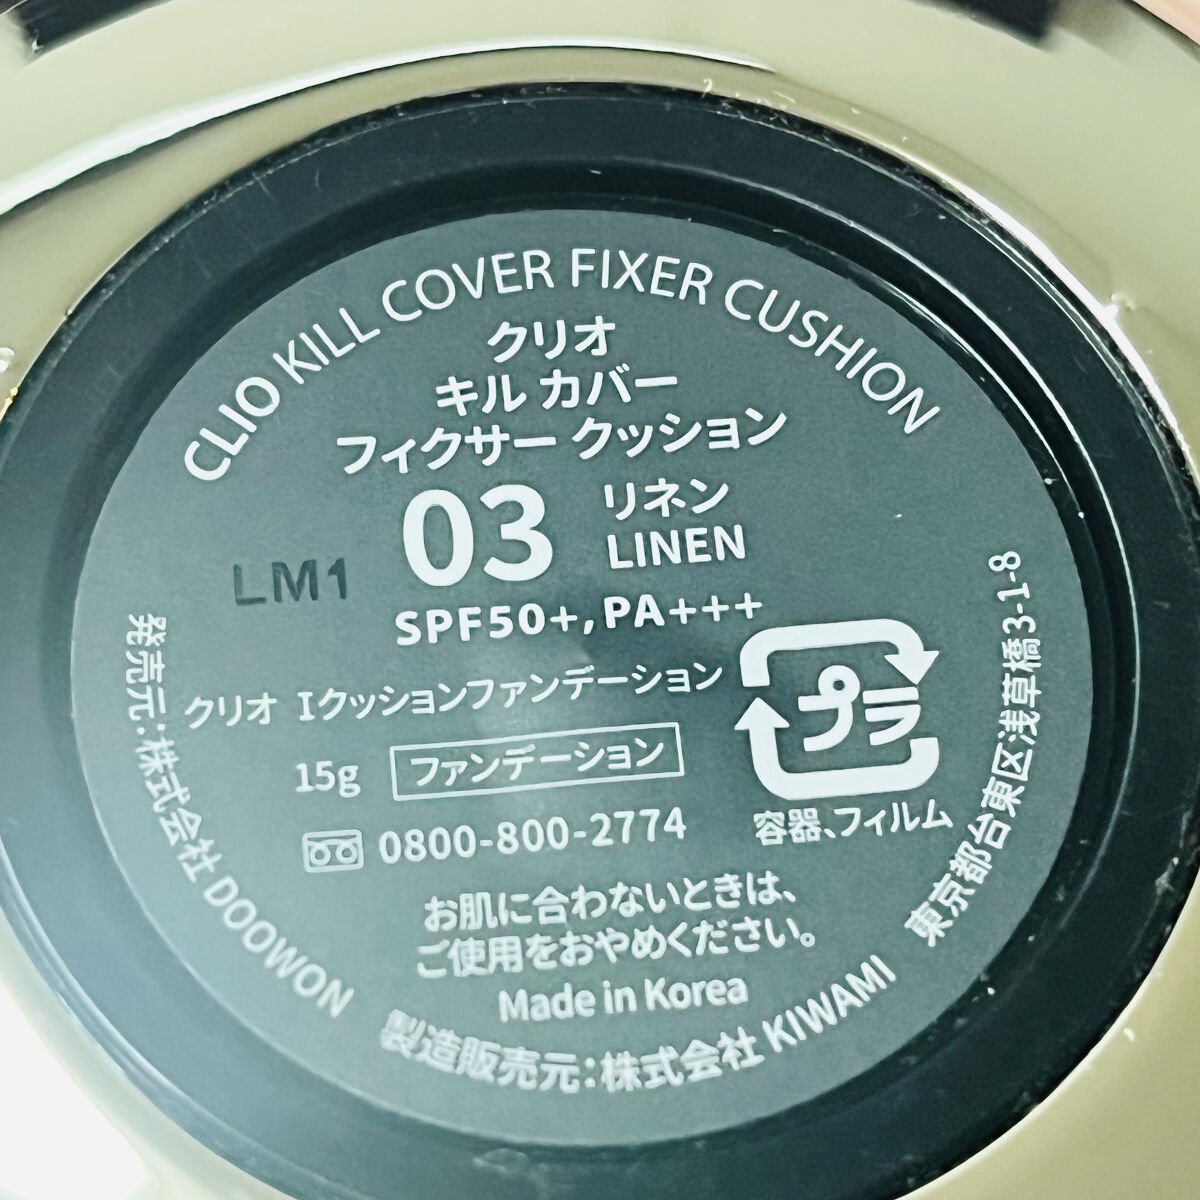 CLIO KILL COVER FIXER CUSHION
クリオ
キル カバー
フィクサー クッション
03
リネン
LINEN
LM1
SPF50+, PA+++
クリオ Iクッションファンデーション
15g ファンデーション
0800-800-2774
プラ
容器、フィルム
お肌に合わないときは、
ご使用をおやめください。
Made in Korea
発売元:株式会社 DOOWON
製造販売元:株式会社 KIWAMI
東京都台東区浅草橋3-1-8